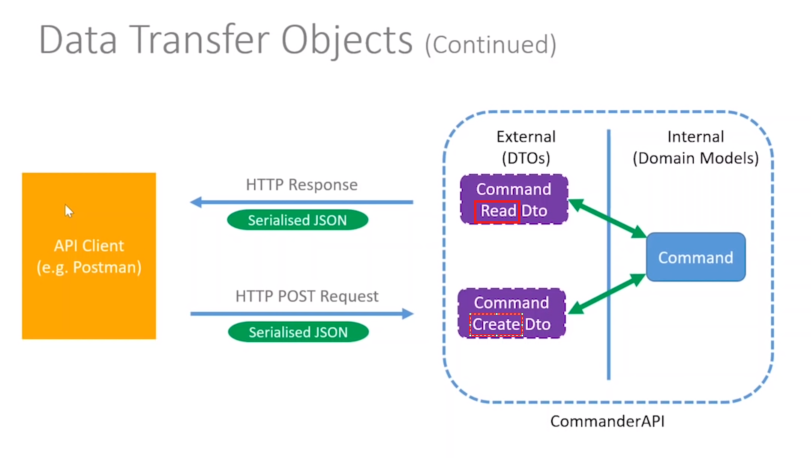 Data Transfer Objects (Continued)
External
(DTOs)
Internal
(Domain Models)
HTTP Response
Serialised JSON
Command
Read Dto
API Client
(e.g. Postman)
Command
HTTP POST Request
Serialised JSON
Command
Create Dto
CommanderAPI